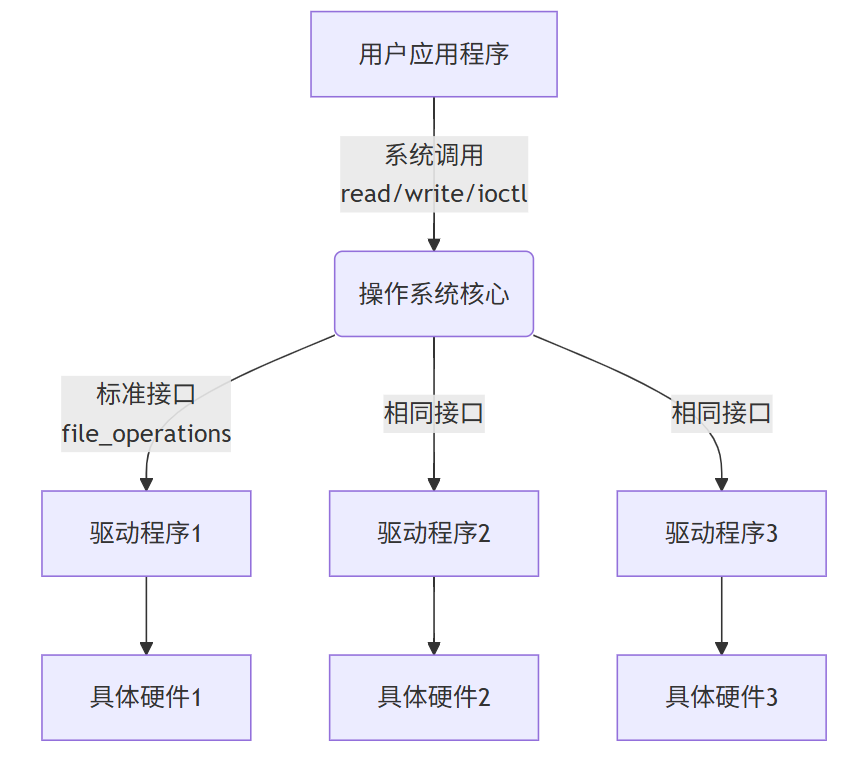 用户应用程序
系统调用
read/write/ioctl
操作系统核心
标准接口
file_operations
相同接口
相同接口
驱动程序1
驱动程序2
驱动程序3
具体硬件1
具体硬件2
具体硬件3